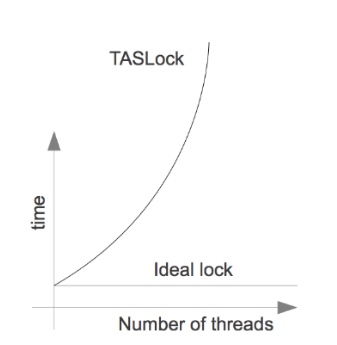 TASLock
time
Ideal lock
Number of threads